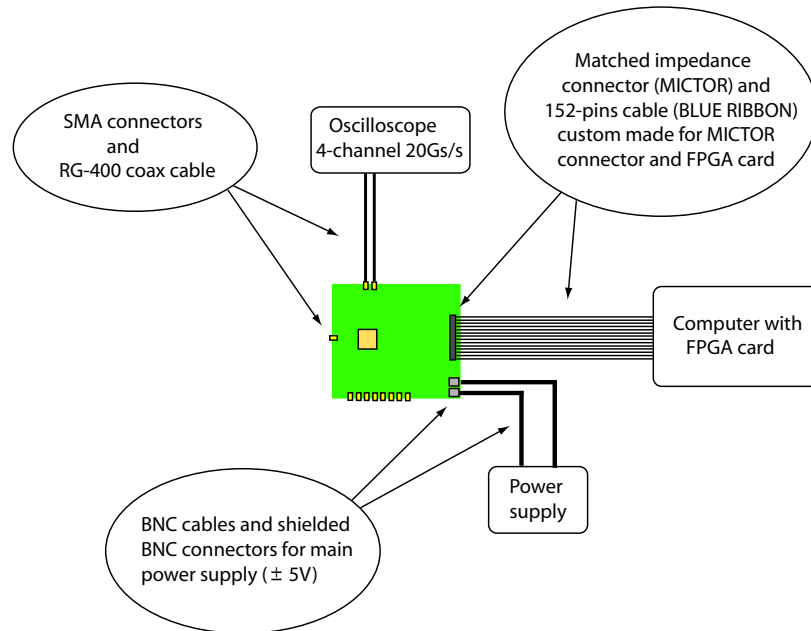 SMA connectors
and
RG-400 coax cable
Oscilloscope
4-channel 20Gs/s
Matched impedance
connector (MICTOR) and
152-pins cable (BLUE RIBBON)
custom made for MICTOR
connector and FPGA card
Computer with
FPGA card
BNC cables and shielded
BNC connectors for main
power supply (± 5V)
Power
supply